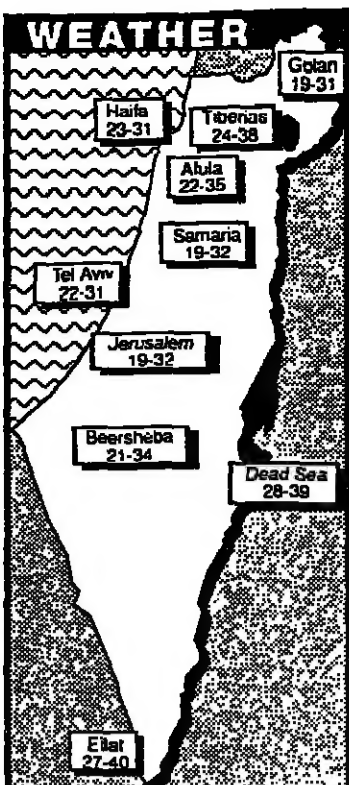 WEATHER
Golan
19-31
Haifa
23-31
Tiberias
24-38
Afula
22-35
Samaria
19-32
Tel Aviv
22-31
Jerusalem
19-32
Beersheba
21-34
Dead Sea
28-39
Eilat
27-40